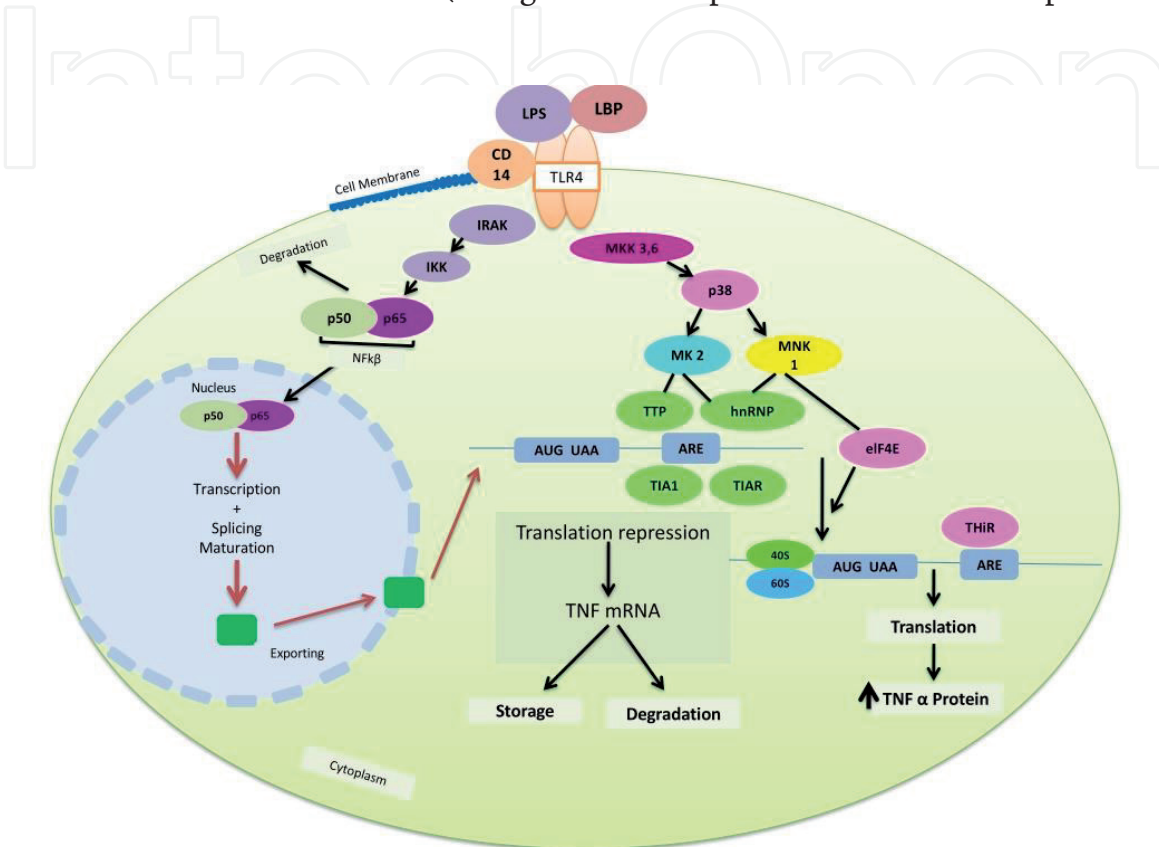 IntechOpen
LPS
LBP
CD
14
TLR4
Cell Membrane
IRAK
MKK 3,6
Degradation
IKK
p38
p50
p65
NFkβ
MK 2
MNK
1
Nucleus
p50
p65
TTP
hnRNP
AUG UAA
ARE
eIF4E
TIA1
TIAR
Transcription
+
Splicing
Maturation
Translation repression
THiR
40S
60S
AUG UAA
ARE
TNF mRNA
Exporting
Translation
Storage
Degradation
TNF α Protein
Cytoplasm